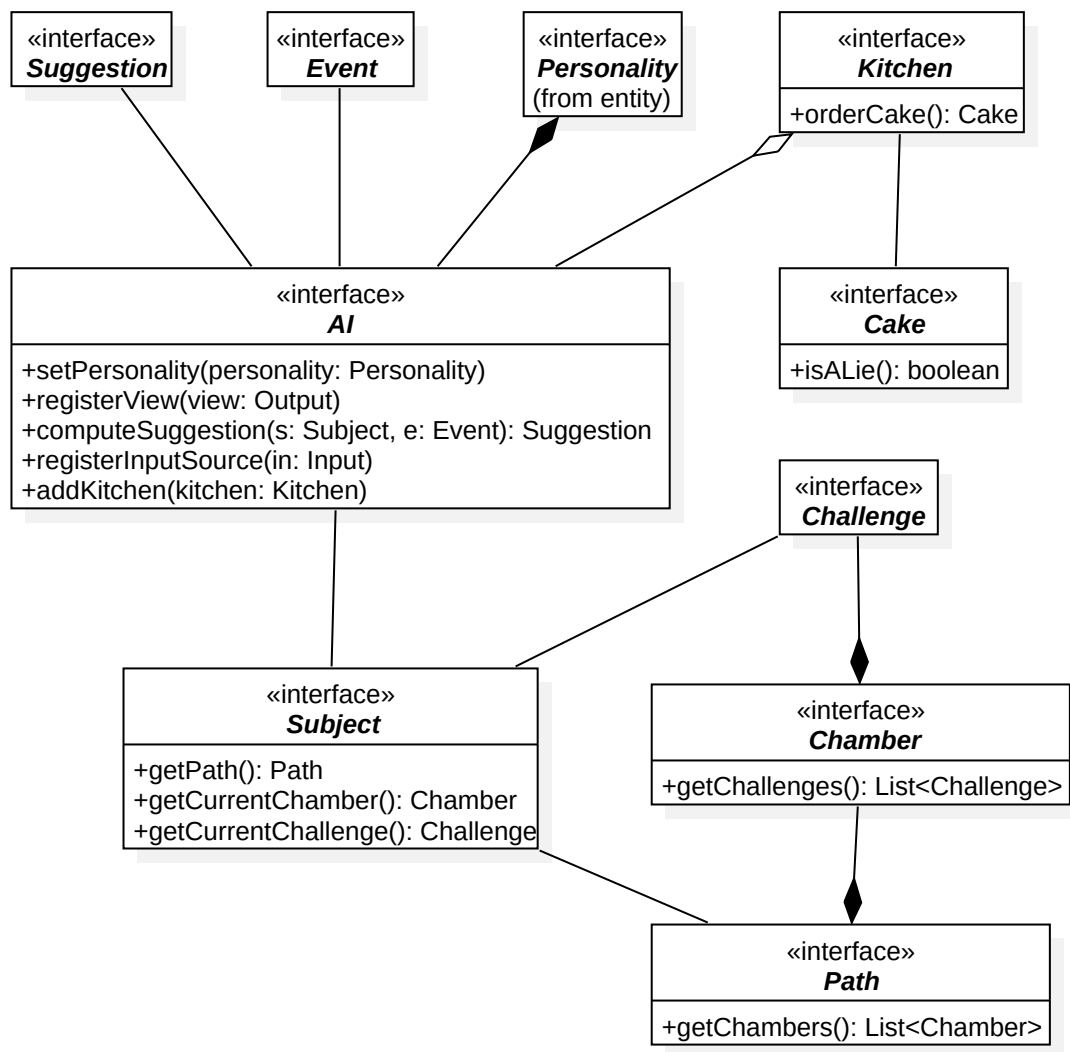 «interface»
Suggestion
«interface»
Event
«interface»
Personality
(from entity)
«interface»
Kitchen
+orderCake(): Cake
«interface»
AI
+setPersonality(personality: Personality)
+registerView(view: Output)
+computeSuggestion(s: Subject, e: Event): Suggestion
+registerInputSource(in: Input)
+addKitchen(kitchen: Kitchen)
«interface»
Cake
+isALie(): boolean
«interface»
Challenge
«interface»
Subject
+getPath(): Path
+getCurrentChamber(): Chamber
+getCurrentChallenge(): Challenge
«interface»
Chamber
+getChallenges(): List<Challenge>
«interface»
Path
+getChambers(): List<Chamber>